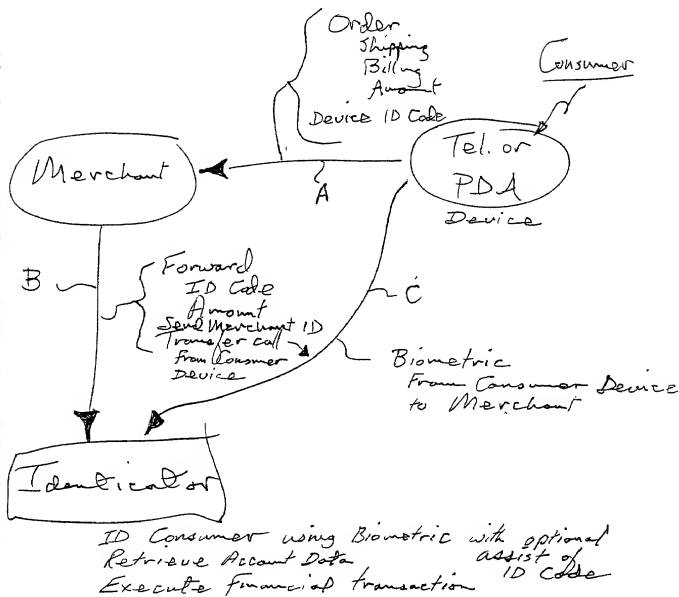 Order
Shipping
Billing
Amount
Device ID Code
Consumer
Tel. or
PDA
Device
Merchant
A
B
Forward
ID Code
Amount
Send Merchant ID
Transfer call
from Consumer
Device
C
Biometric
From Consumer Device
to Merchant
Identicator
ID Consumer using Biometric with optional
assist of
ID Code
Retrieve Account Data
Execute financial transaction